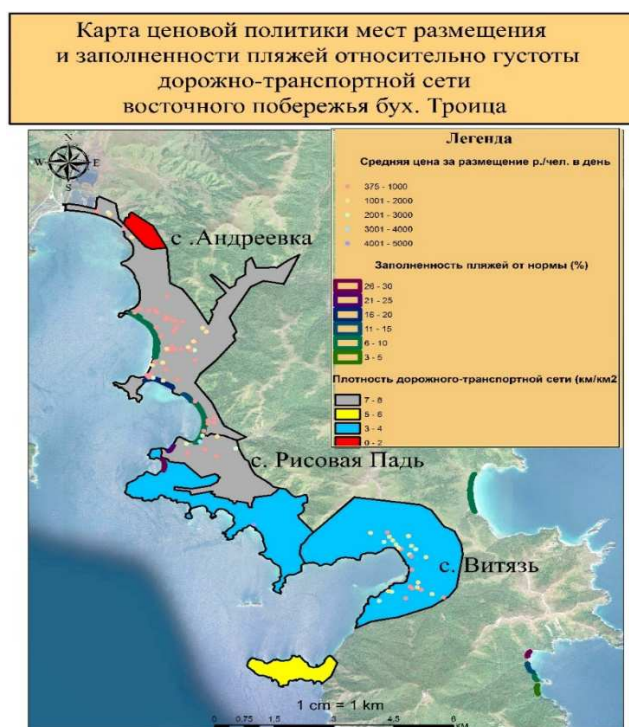 Карта ценовой политики мест размещения
и заполненности пляжей относительно густоты
дорожно-транспортной сети
восточного побережья бух. Троица
Легенда
Средняя цена за размещение р./чел. в день
375 - 1000
1001 - 2000
2001 - 3000
3001 - 4000
4001 - 5000
Заполненность пляжей от нормы (%)
26 - 30
21 - 25
16 - 20
11 - 15
6 - 10
3 - 5
Плотность дорожного-транспортной сети (км/км2
7 - 8
5 - 6
3 - 4
0 - 2
N
W
E
S
с .Андреевка
с. Рисовая Падь
с. Витязь
1 cm = 1 km
0 0,75 1,5 3 4,5 6
КМ